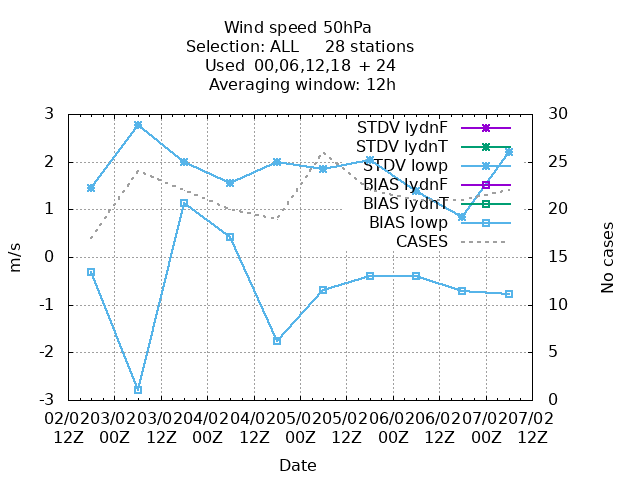 Wind speed 50hPa
Selection: ALL     28 stations
Used 00,06,12,18 + 24
Averaging window: 12h
3
2
1
0
-1
-2
-3
m/s
30
25
20
15
10
5
0
No cases
STDV lydnF
STDV lydnT
STDV lowp
BIAS lydnF
BIAS lydnT
BIAS lowp
CASES
02/02 03/02 03/02 04/02 04/02 05/02 05/02 06/02 06/02 07/02 07/02
12Z 00Z 12Z 00Z 12Z 00Z 12Z 00Z 12Z 00Z 12Z
Date